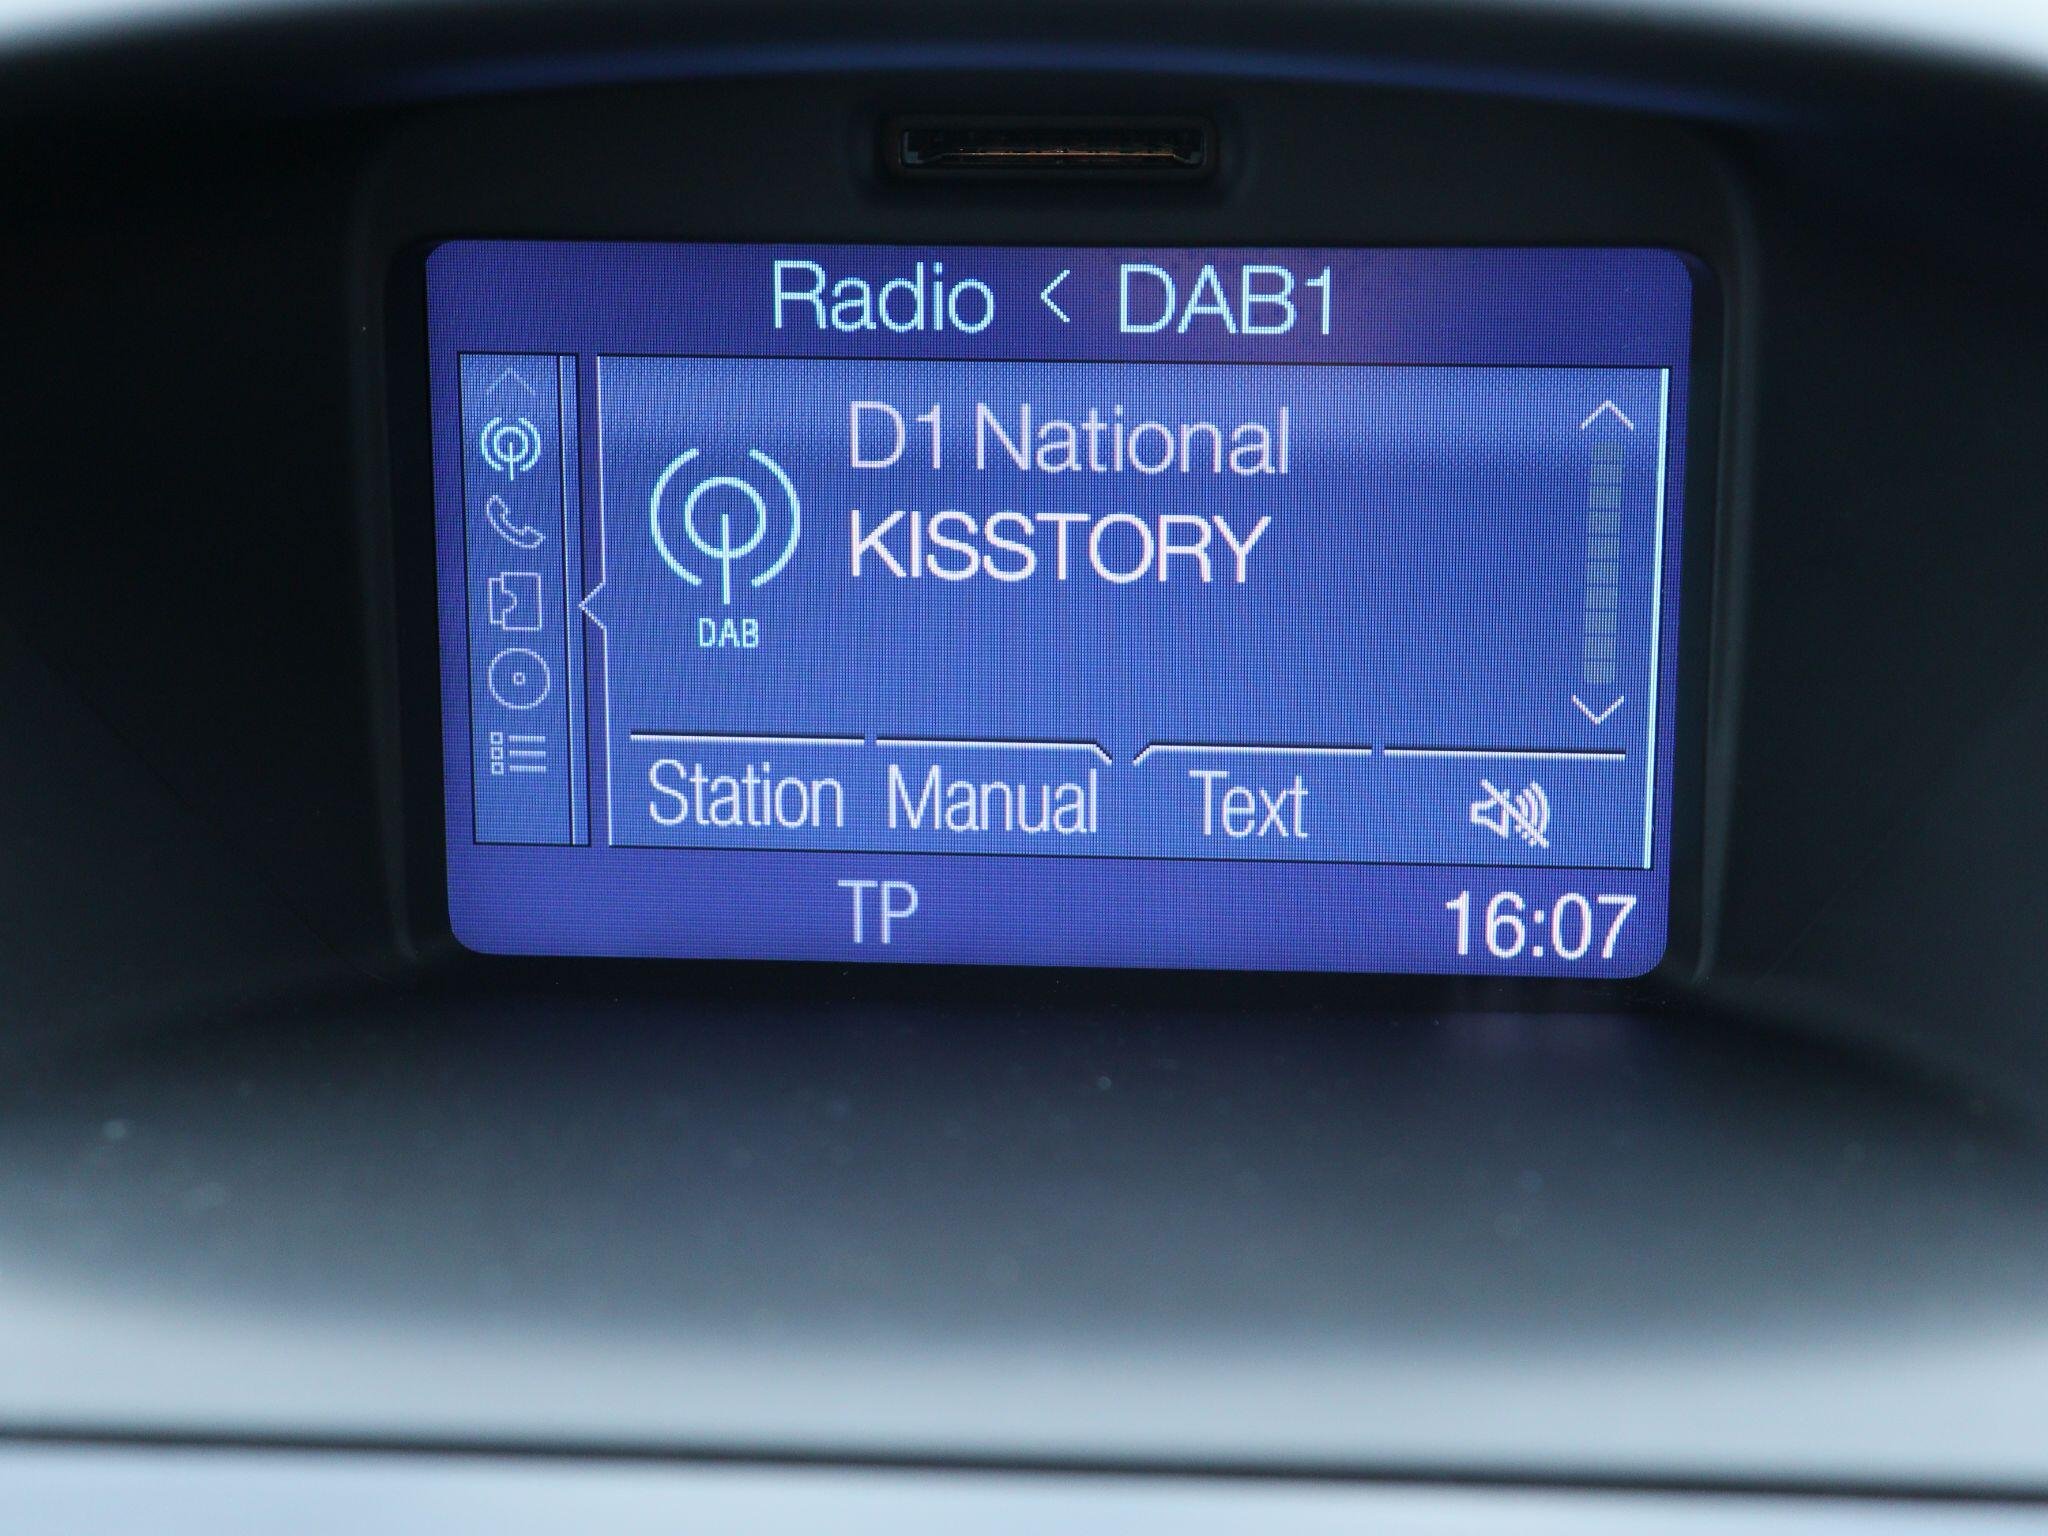 Radio < DAB1
D1 National
KISSTORY
DAB
Station Manual Text
TP 16:07